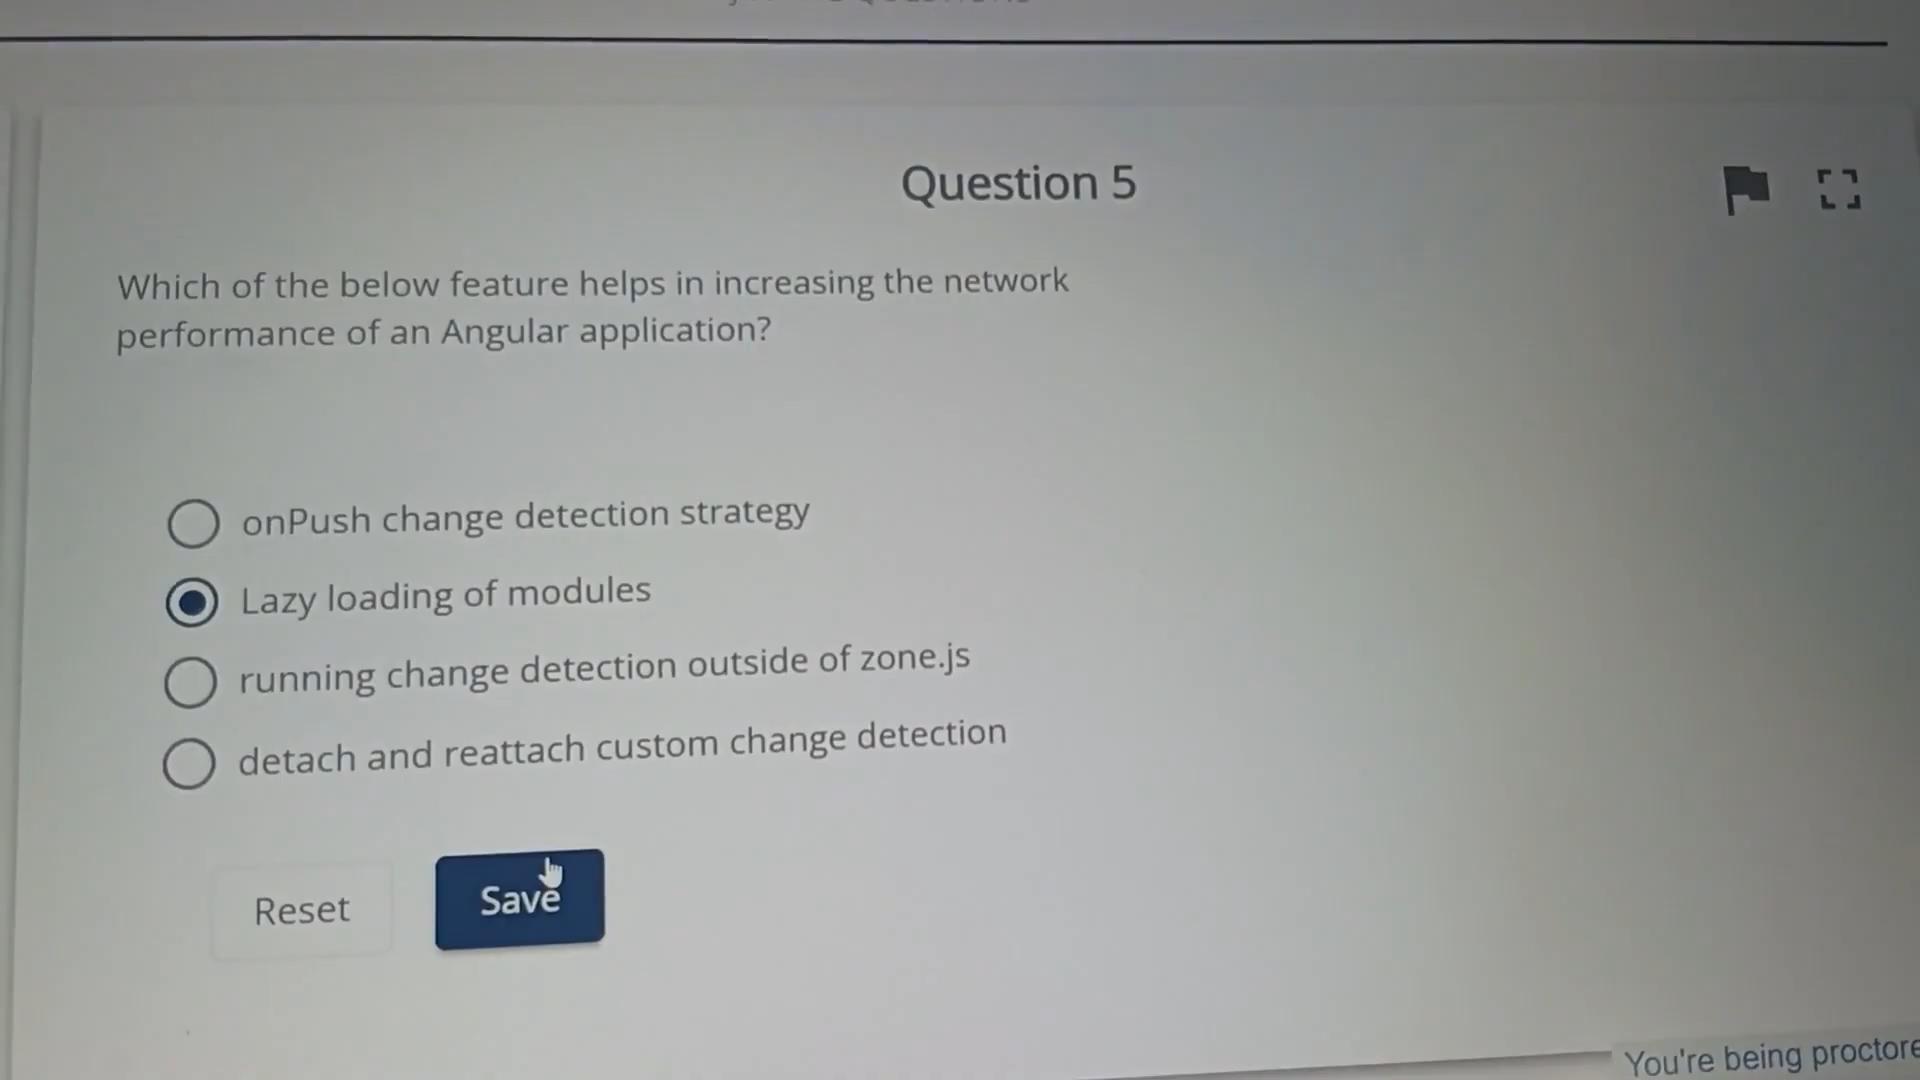 Question 5
Which of the below feature helps in increasing the network
performance of an Angular application?
onPush change detection strategy
Lazy loading of modules
running change detection outside of zone.js
detach and reattach custom change detection
Reset
Save
You're being proctore